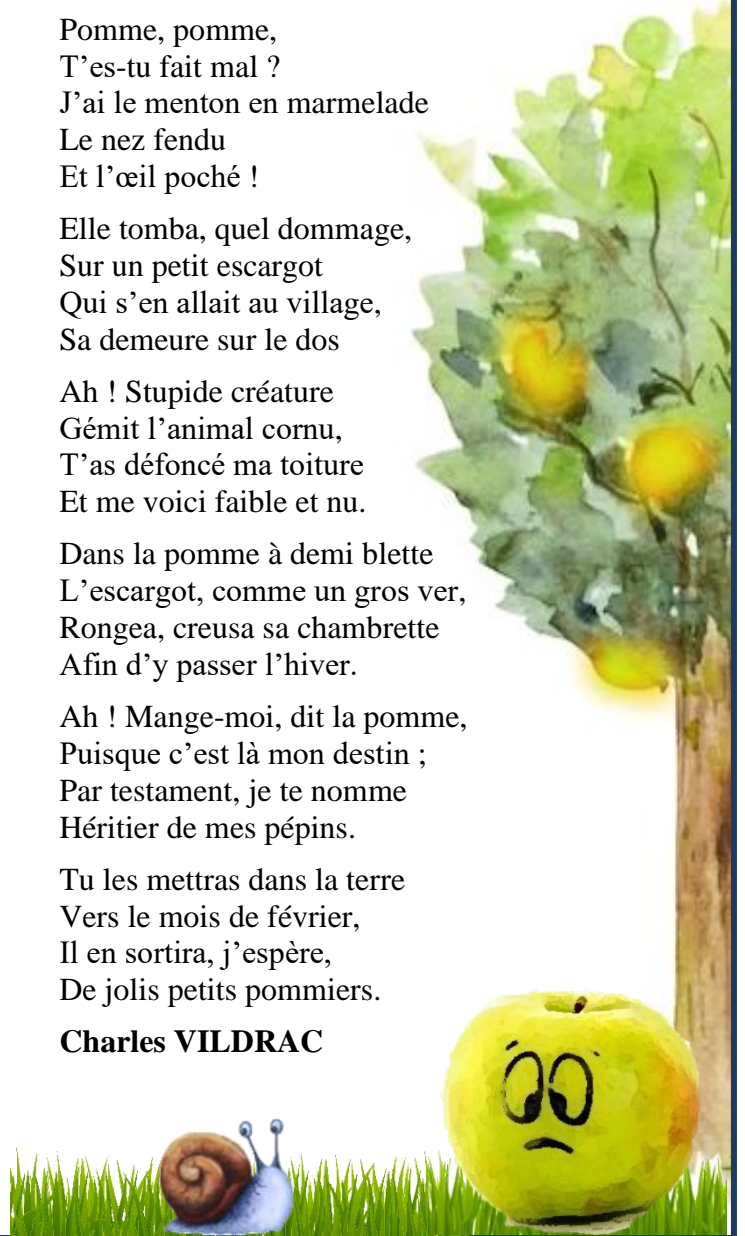 Pomme, pomme,
T’es-tu fait mal ?
J’ai le menton en marmelade
Le nez fendu
Et l’œil poché !
Elle tomba, quel dommage,
Sur un petit escargot
Qui s’en allait au village,
Sa demeure sur le dos
Ah ! Stupide créature
Gémit l’animal cornu,
T’as défoncé ma toiture
Et me voici faible et nu.
Dans la pomme à demi blette
L’escargot, comme un gros ver,
Rongea, creusa sa chambrette
Afin d’y passer l’hiver.
Ah ! Mange-moi, dit la pomme,
Puisque c’est là mon destin ;
Par testament, je te nomme
Héritier de mes pépins.
Tu les mettras dans la terre
Vers le mois de février,
Il en sortira, j’espère,
De jolis petits pommiers.
Charles VILDRAC